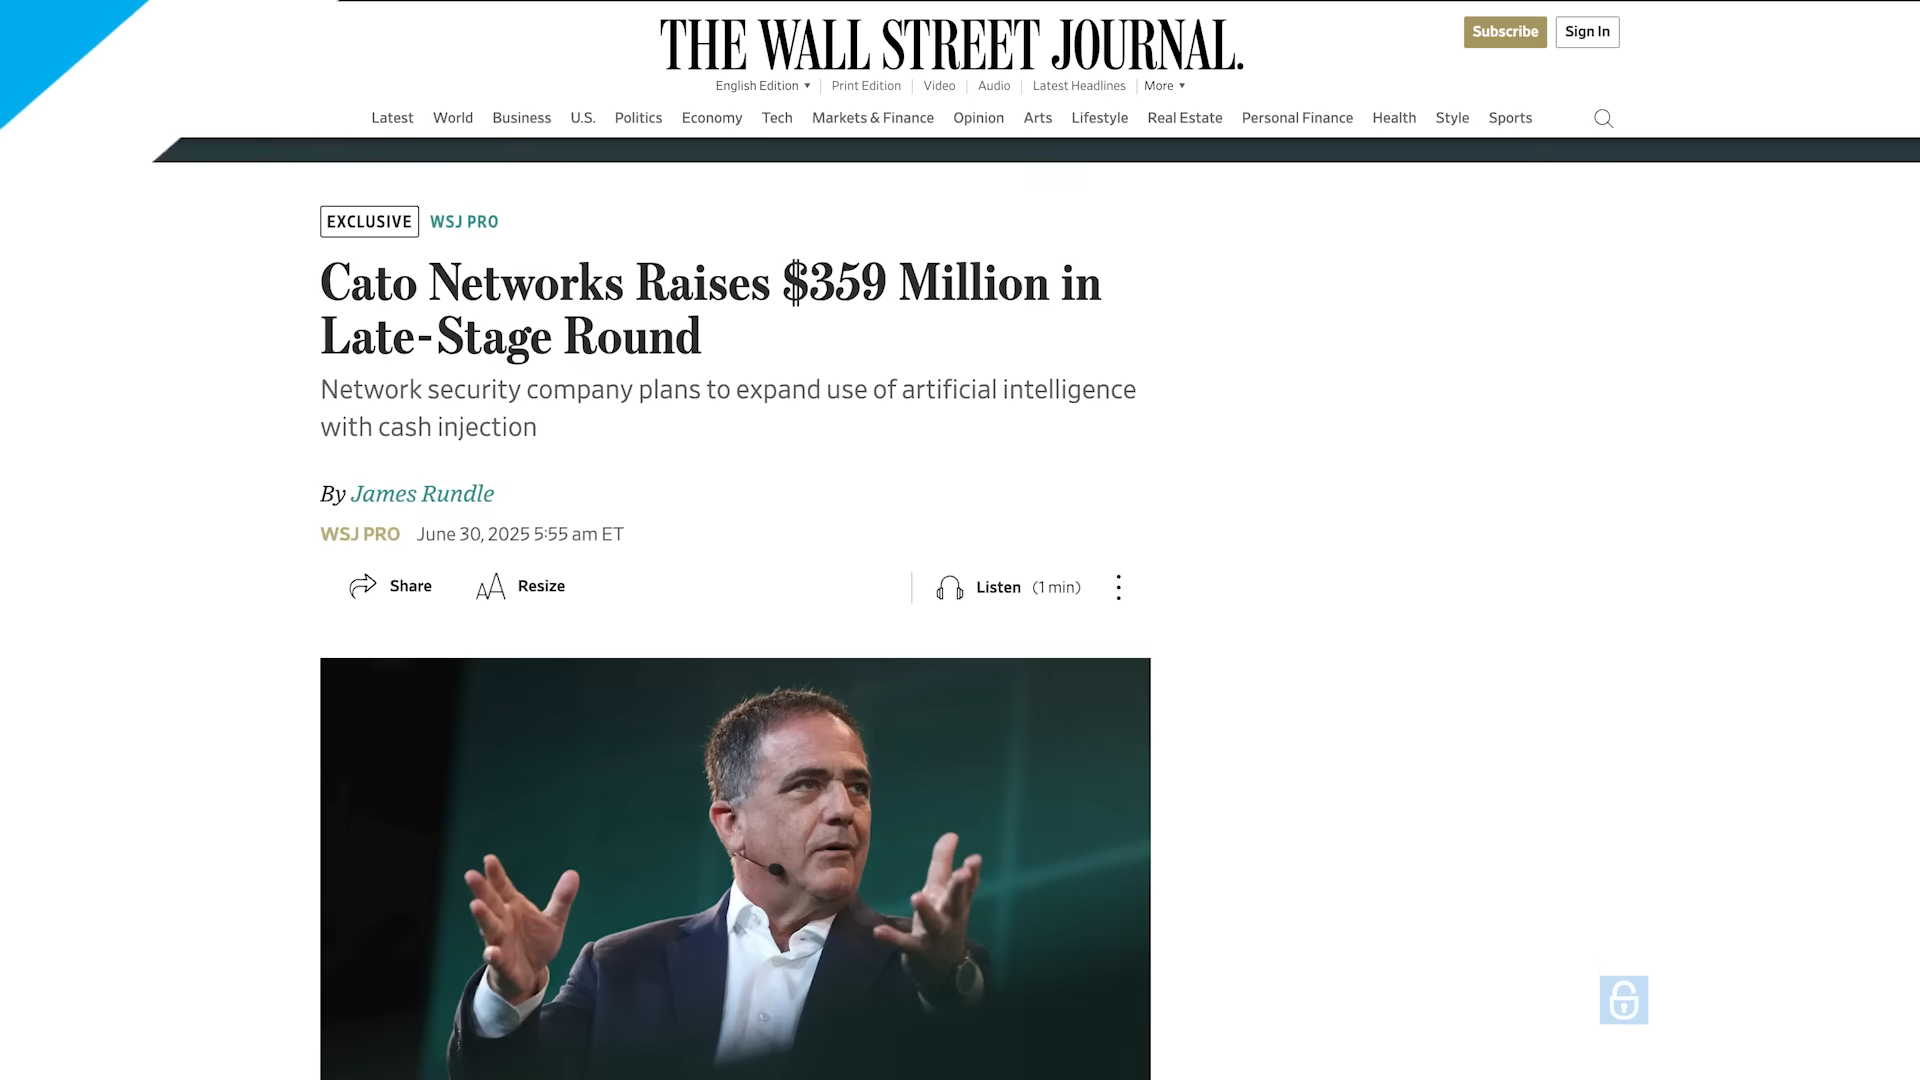 THE WALL STREET JOURNAL.
Subscribe
Sign In
English Edition
Print Edition
Video
Audio
Latest Headlines
More
Latest World Business U.S. Politics Economy Tech Markets & Finance Opinion Arts Lifestyle Real Estate Personal Finance Health Style Sports
EXCLUSIVE WSJ PRO
Cato Networks Raises $359 Million in
Late-Stage Round
Network security company plans to expand use of artificial intelligence
with cash injection
By James Rundle
WSJ PRO June 30, 2025 5:55 am ET
Share
AA Resize
Listen (1 min)